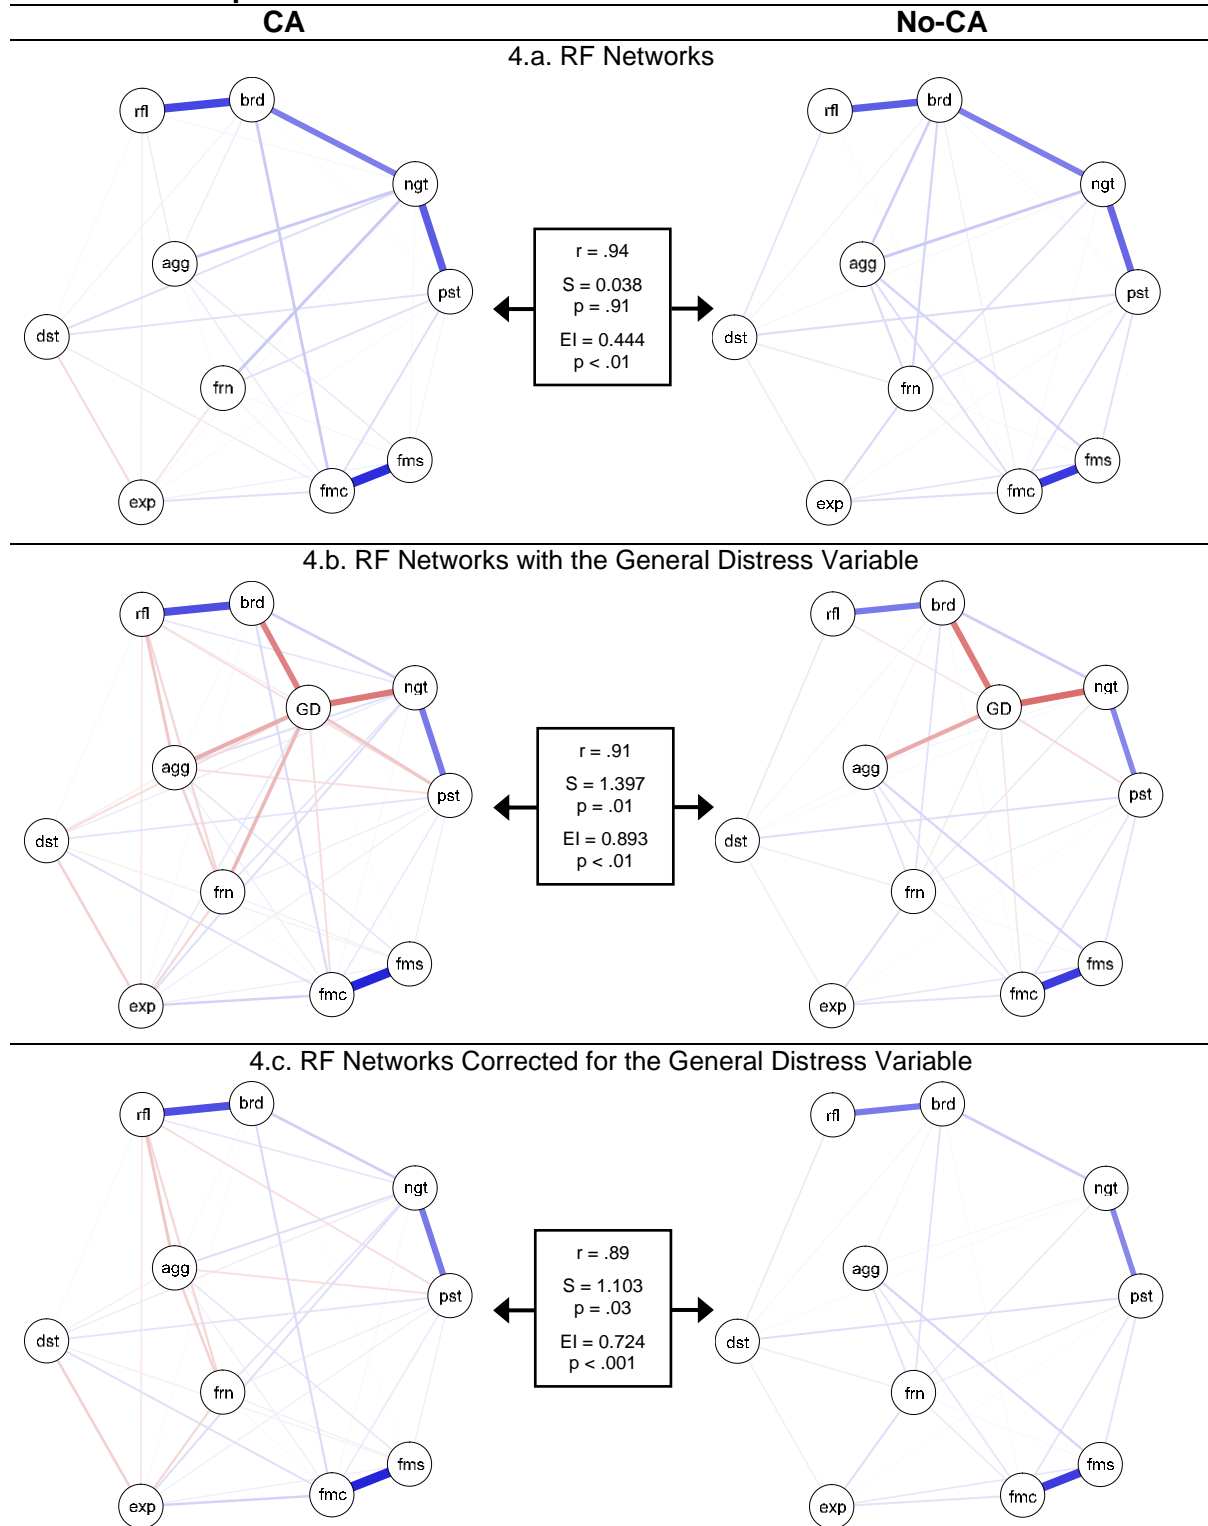 CA No-CA
4.a. RF Networks
rfl brd ngt agg pst dst frn fms fmc exp
r = .94
S = 0.038
p = .91
EI = 0.444
p < .01
rfl brd ngt agg pst dst frn fms fmc exp
4.b. RF Networks with the General Distress Variable
rfl brd ngt GD agg pst dst frn fms fmc exp
r = .91
S = 1.397
p = .01
EI = 0.893
p < .01
rfl brd ngt GD agg pst dst frn fms fmc exp
4.c. RF Networks Corrected for the General Distress Variable
rfl brd ngt agg pst dst frn fms fmc exp
r = .89
S = 1.103
p = .03
EI = 0.724
p < .001
rfl brd ngt agg pst dst frn fms fmc exp